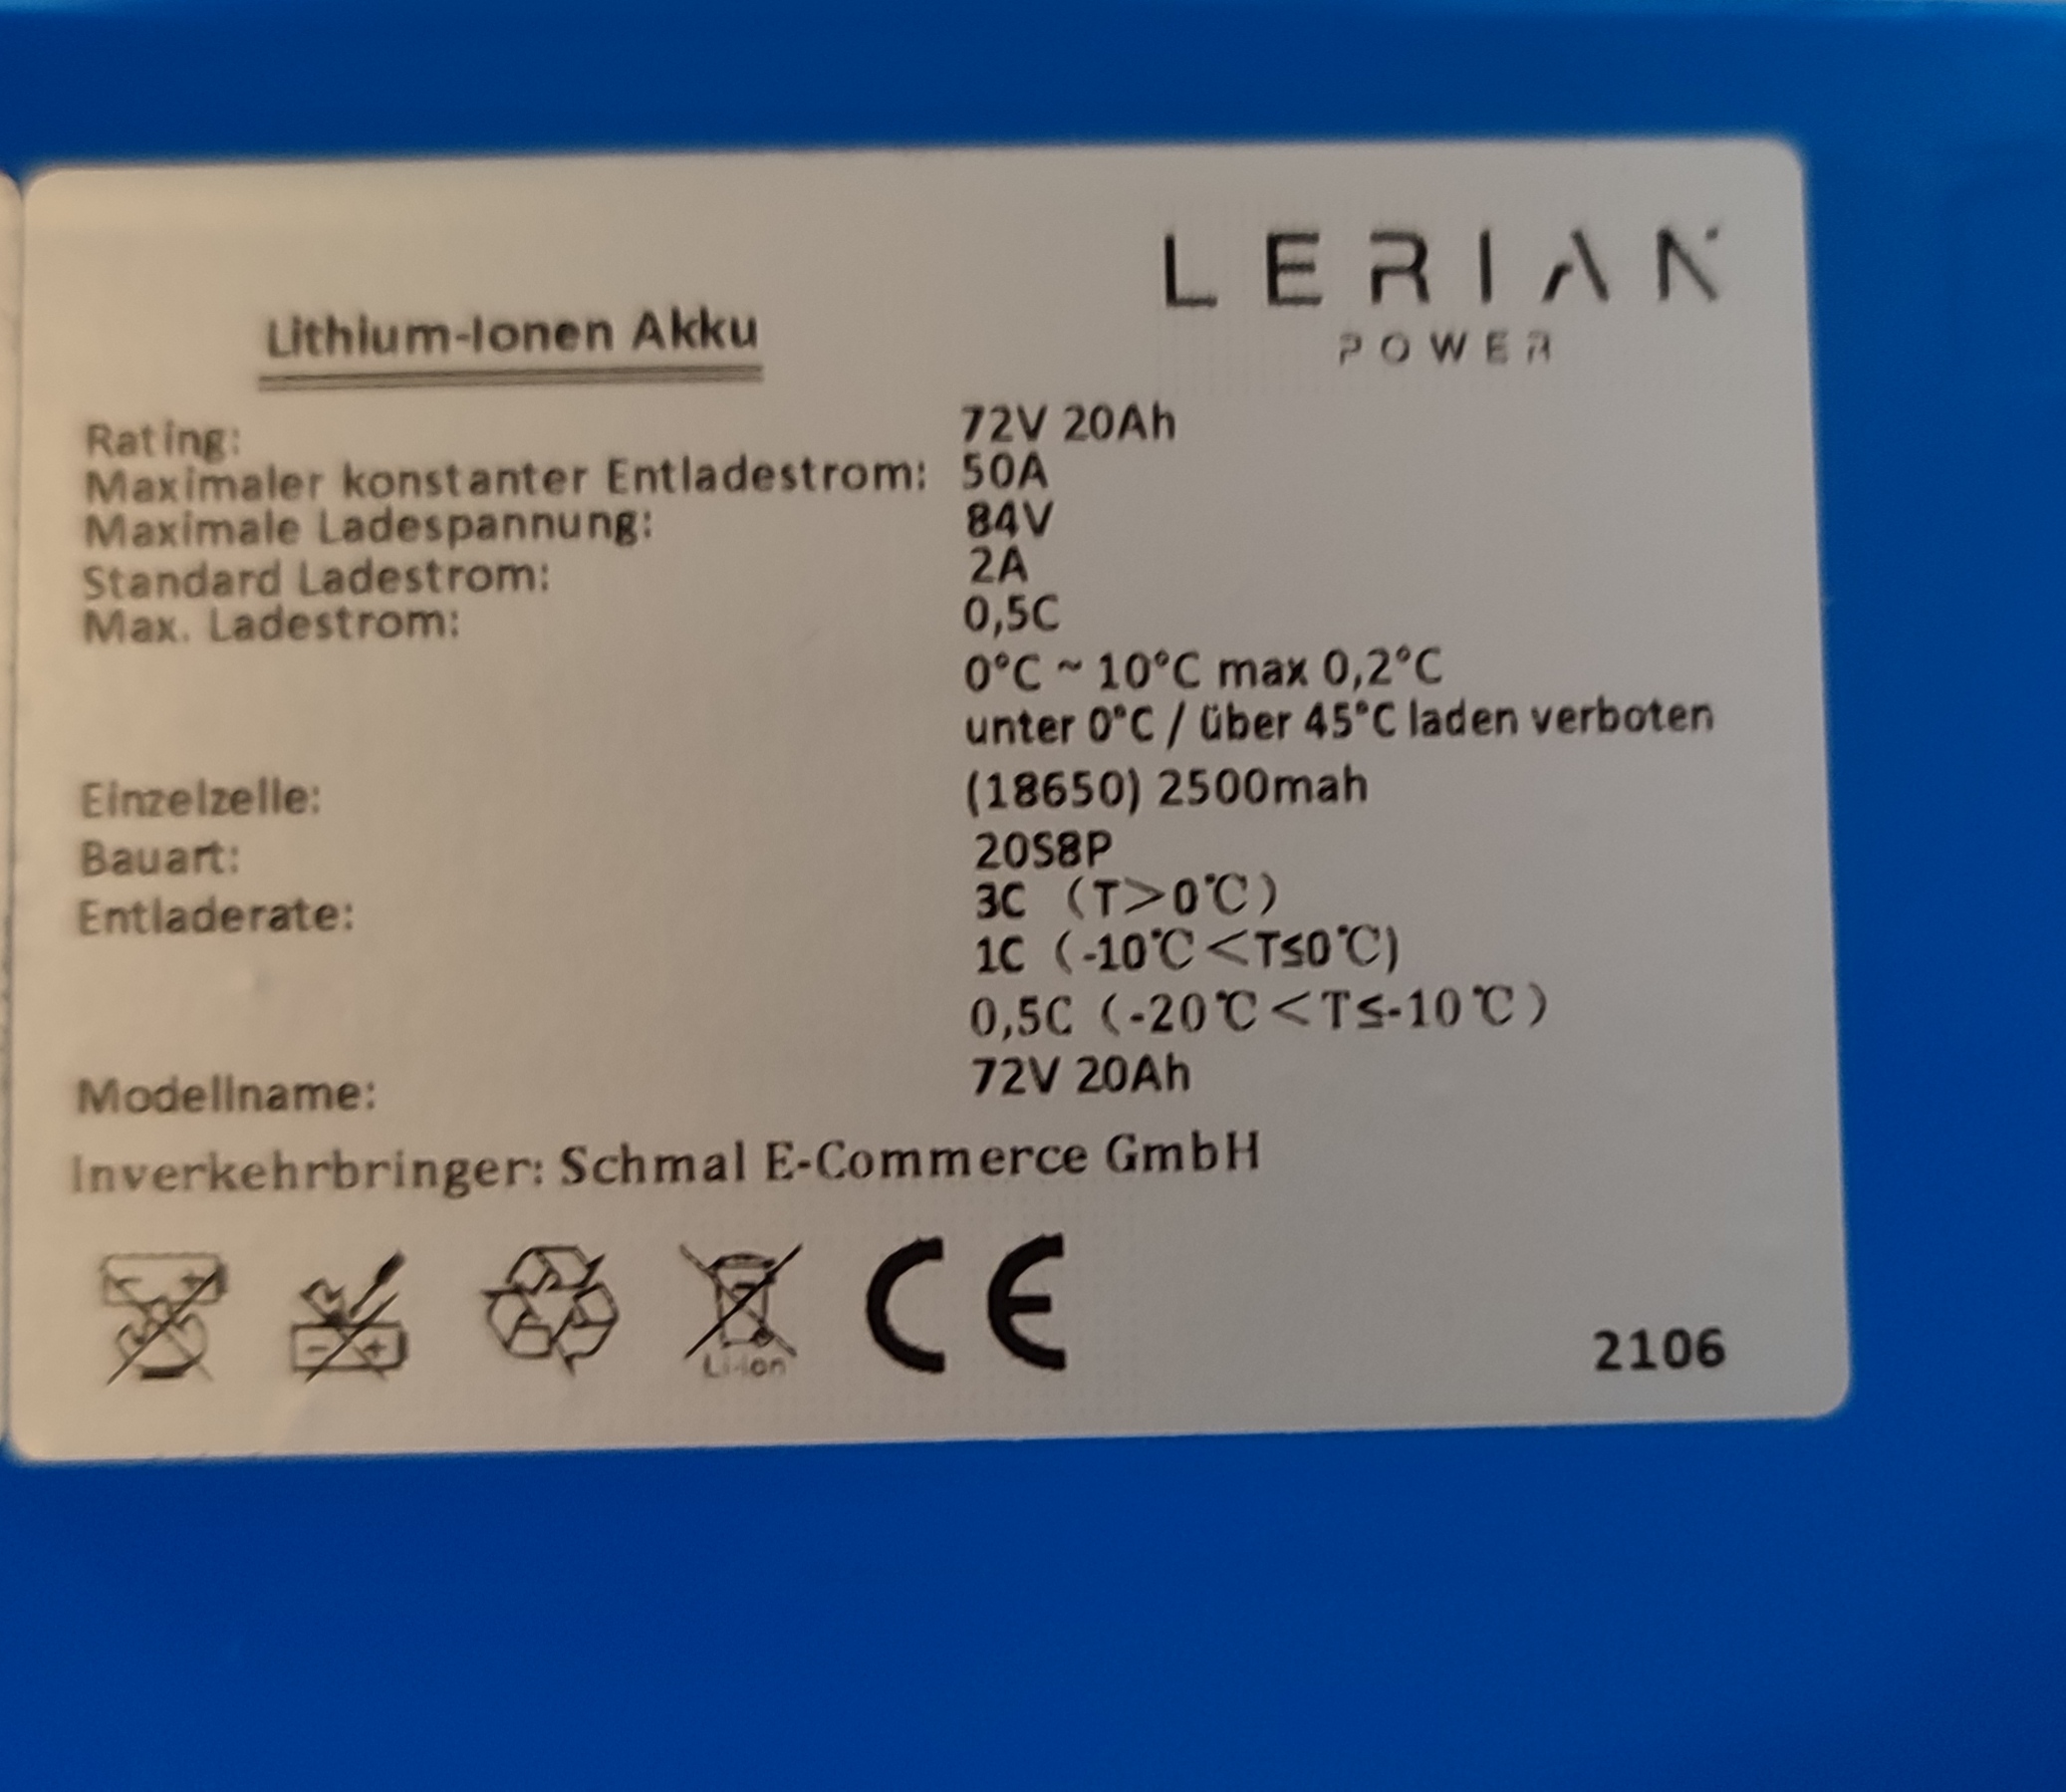 LERIAN
POWER
Lithium-Ionen Akku
Rating: 72V 20Ah
Maximaler konstanter Entladestrom: 50A
Maximale Ladespannung: 84V
Standard Ladestrom: 2A
Max. Ladestrom: 0,5C
0°C ~ 10°C max 0,2°C
unter 0°C / über 45°C laden verboten
Einzelzelle: (18650) 2500mah
Bauart: 20S8P
Entladerate: 3C (T>0℃)
1C (-10℃<T≤0℃)
0,5C (-20℃<T≤-10℃)
Modellname: 72V 20Ah
Inverkehrbringer: Schmal E-Commerce GmbH
Li-ion
CE
2106